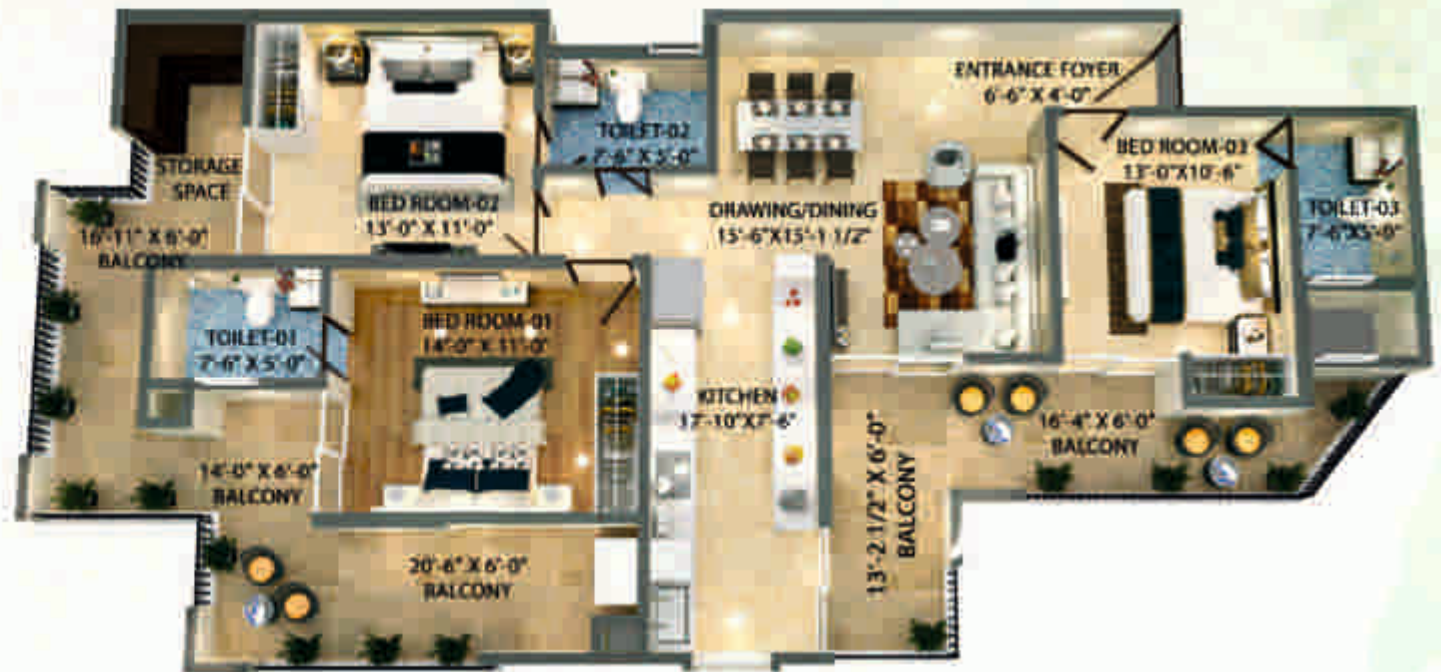 ENTRANCE FOYER
6'-6" X 4'-0"
TOILET-02
7'-6" X 5'-0"
BED ROOM-03
13'-0"X10'-6"
STORAGE
SPACE
BED ROOM-02
13'-0" X 11'-0"
DRAWING/DINING
15'-6"X15'-1 1/2"
TOILET-03
7'-6"X5'-0"
16'-11" X 6'-0"
BALCONY
TOILET-01
7'-6" X 5'-0"
BED ROOM-01
14'-0" X 11'-0"
KITCHEN
17'-10"X7'-6"
16'-4" X 6'-0"
BALCONY
14'-0" X 6'-0"
BALCONY
13'-2 1/2" X 6'-0"
BALCONY
20'-6" X 6'-0"
BALCONY